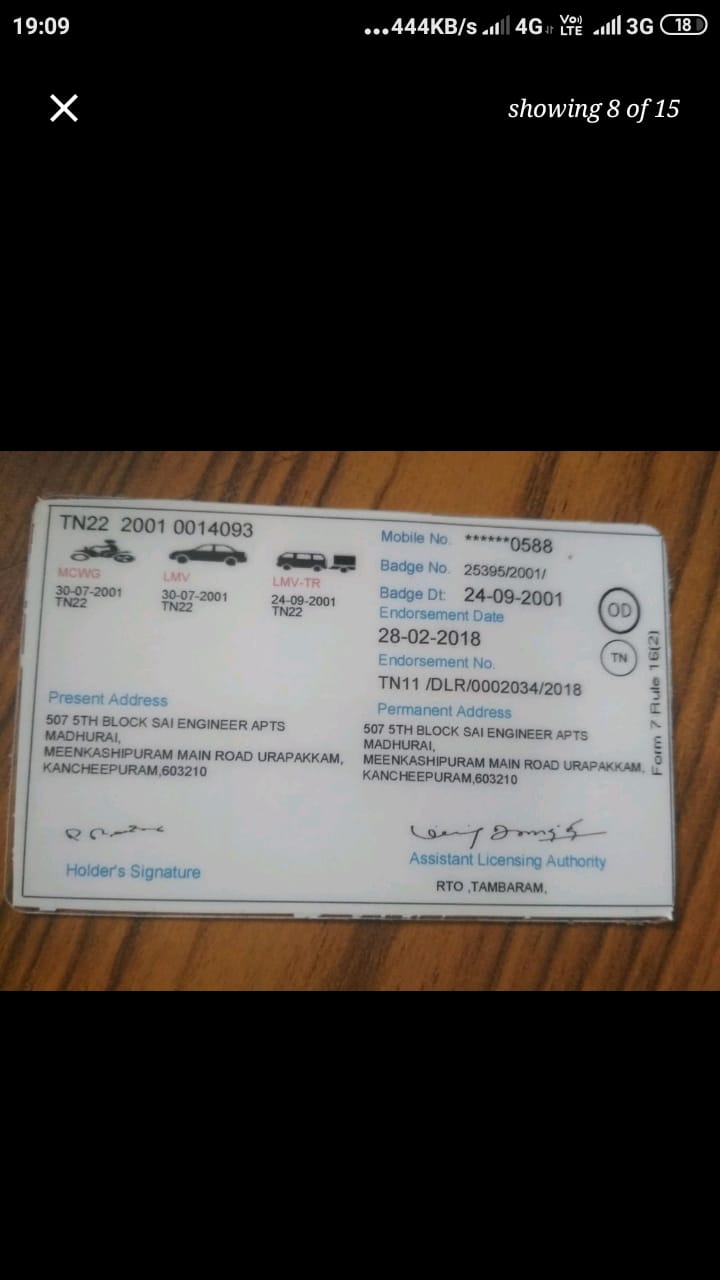 19:09
...444KB/s 4G Vo)) LTE 3G 18
showing 8 of 15
TN22 2001 0014093
MCWG
30-07-2001
TN22
LMV
30-07-2001
TN22
LMV-TR
24-09-2001
TN22
Mobile No. ******0588
Badge No. 25395/2001/
Badge Dt: 24-09-2001
Endorsement Date
28-02-2018
Endorsement No.
TN11 /DLR/0002034/2018
OD
TN
Form 7 Rule 16(2)
Present Address
507 5TH BLOCK SAI ENGINEER APTS
MADHURAI,
MEENKASHIPURAM MAIN ROAD URAPAKKAM,
KANCHEEPURAM,603210
Permanent Address
507 5TH BLOCK SAI ENGINEER APTS
MADHURAI,
MEENKASHIPURAM MAIN ROAD URAPAKKAM,
KANCHEEPURAM,603210
Holder's Signature
Assistant Licensing Authority
RTO ,TAMBARAM,